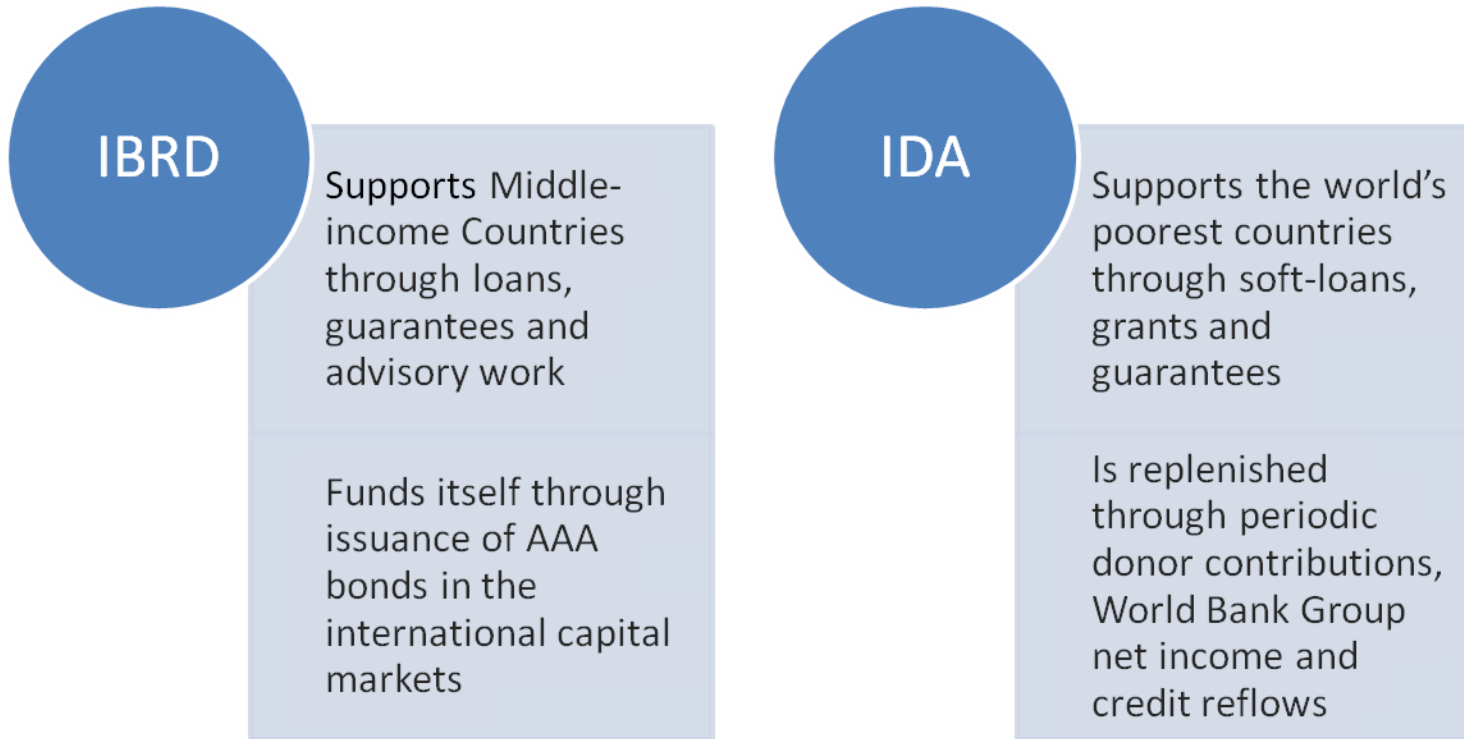 IBRD
Supports Middle-
income Countries
through loans,
guarantees and
advisory work
Funds itself through
issuance of AAA
bonds in the
international capital
markets
IDA
Supports the world’s
poorest countries
through soft-loans,
grants and
guarantees
Is replenished
through periodic
donor contributions,
World Bank Group
net income and
credit reflows